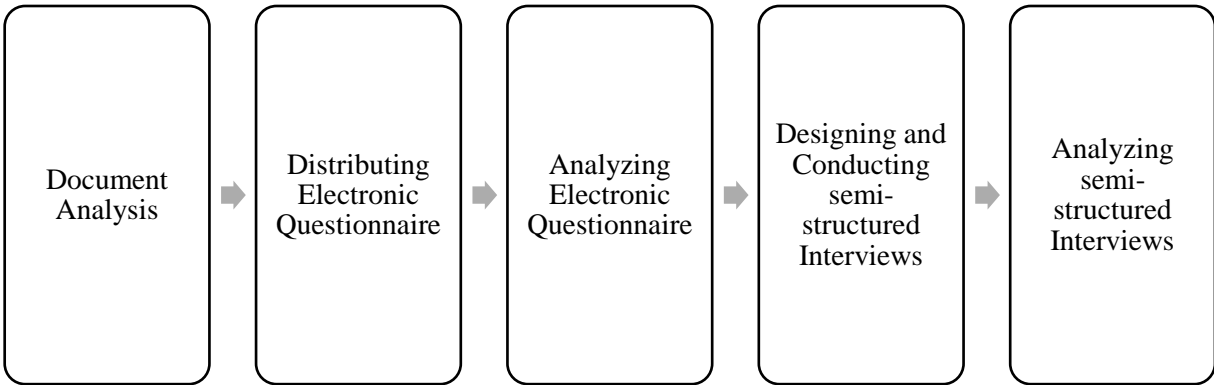 Document
Analysis
Distributing
Electronic
Questionnaire
Analyzing
Electronic
Questionnaire
Designing and
Conducting
semi-
structured
Interviews
Analyzing
semi-
structured
Interviews